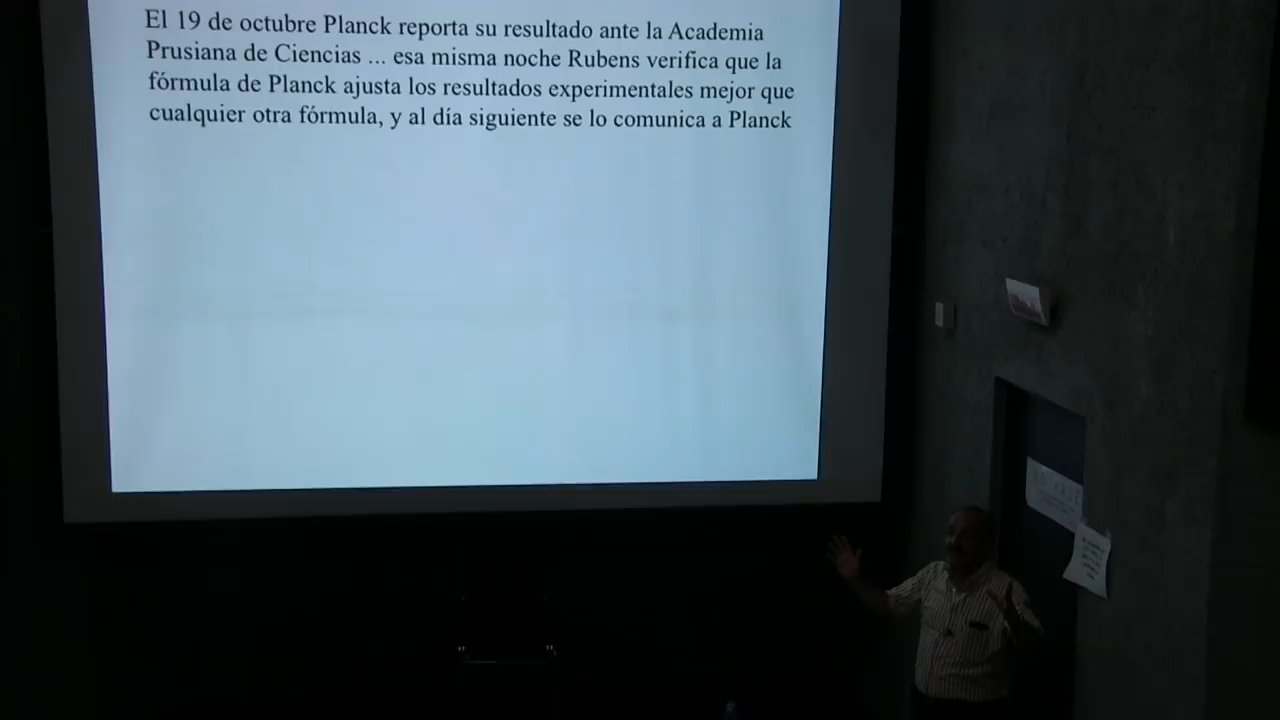 El 19 de octubre Planck reporta su resultado ante la Academia
Prusiana de Ciencias ... esa misma noche Rubens verifica que la
fórmula de Planck ajusta los resultados experimentales mejor que
cualquier otra fórmula, y al día siguiente se lo comunica a Planck